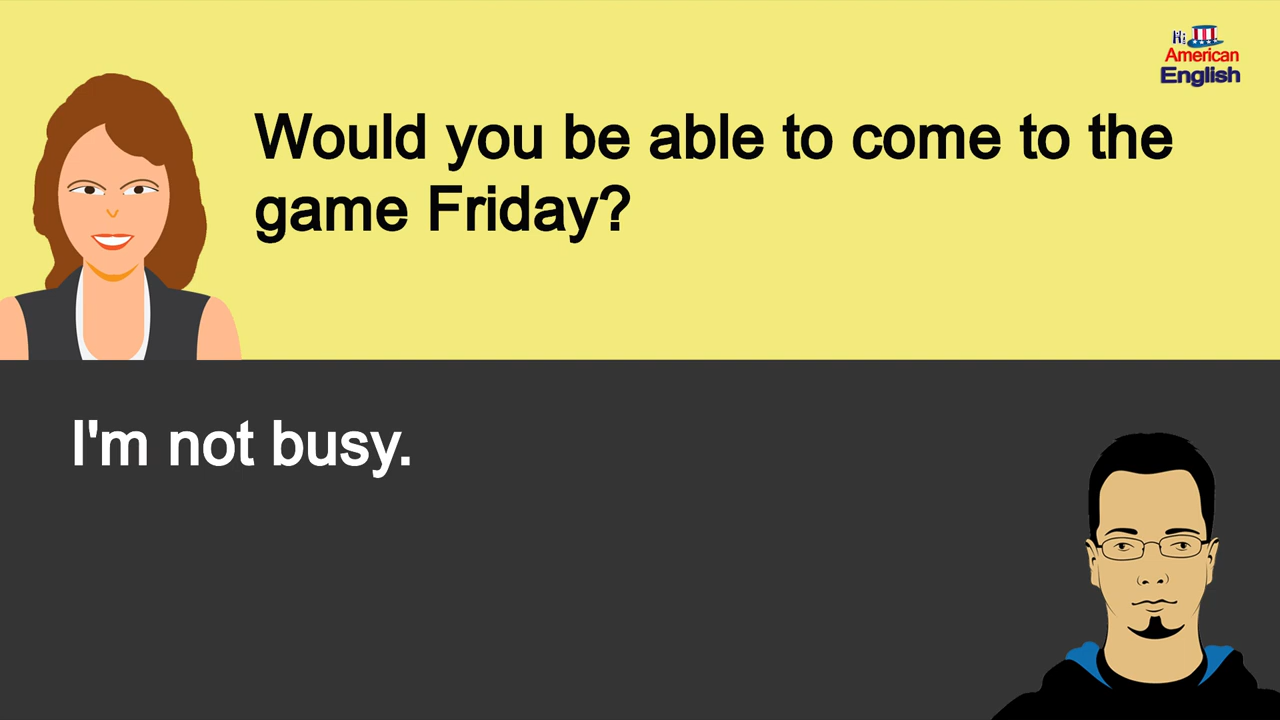 Hi
American
English
Would you be able to come to the
game Friday?
I'm not busy.